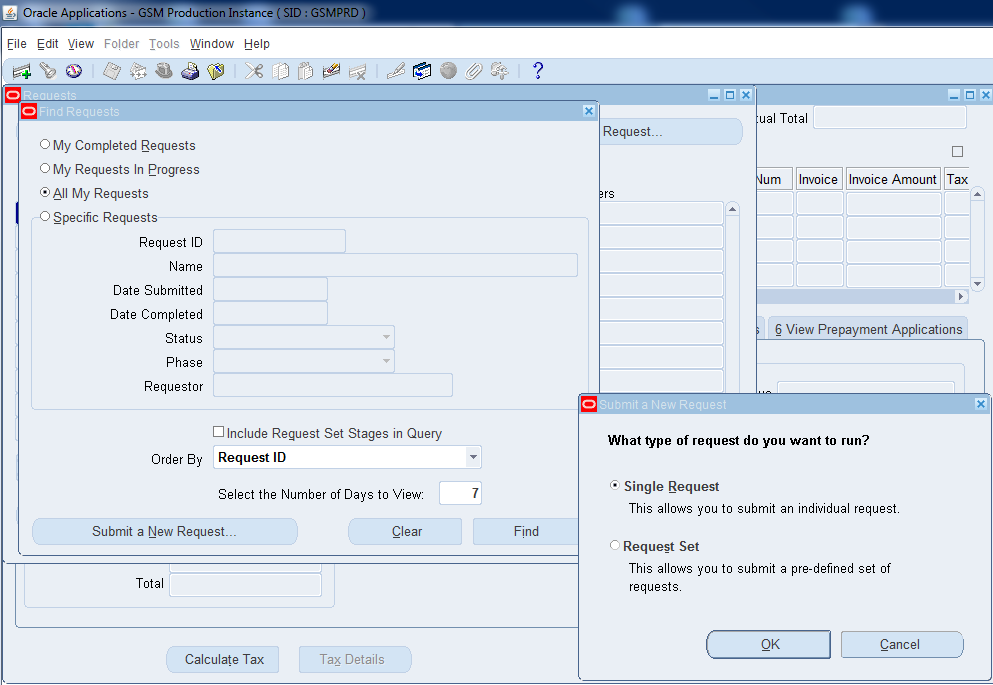 Oracle Applications - GSM Production Instance ( SID : GSMPRD )
File Edit View Folder Tools Window Help
Requests
Find Requests
My Completed Requests
My Requests In Progress
All My Requests
Specific Requests
Request ID
Name
Date Submitted
Date Completed
Status
Phase
Requestor
Include Request Set Stages in Query
Order By Request ID
Select the Number of Days to View: 7
Submit a New Request... Clear Find
Request...
Total
Num Invoice Invoice Amount Tax
6 View Prepayment Applications
Submit a New Request
What type of request do you want to run?
Single Request
This allows you to submit an individual request.
Request Set
This allows you to submit a pre-defined set of
requests.
OK Cancel
Total
Calculate Tax Tax Details